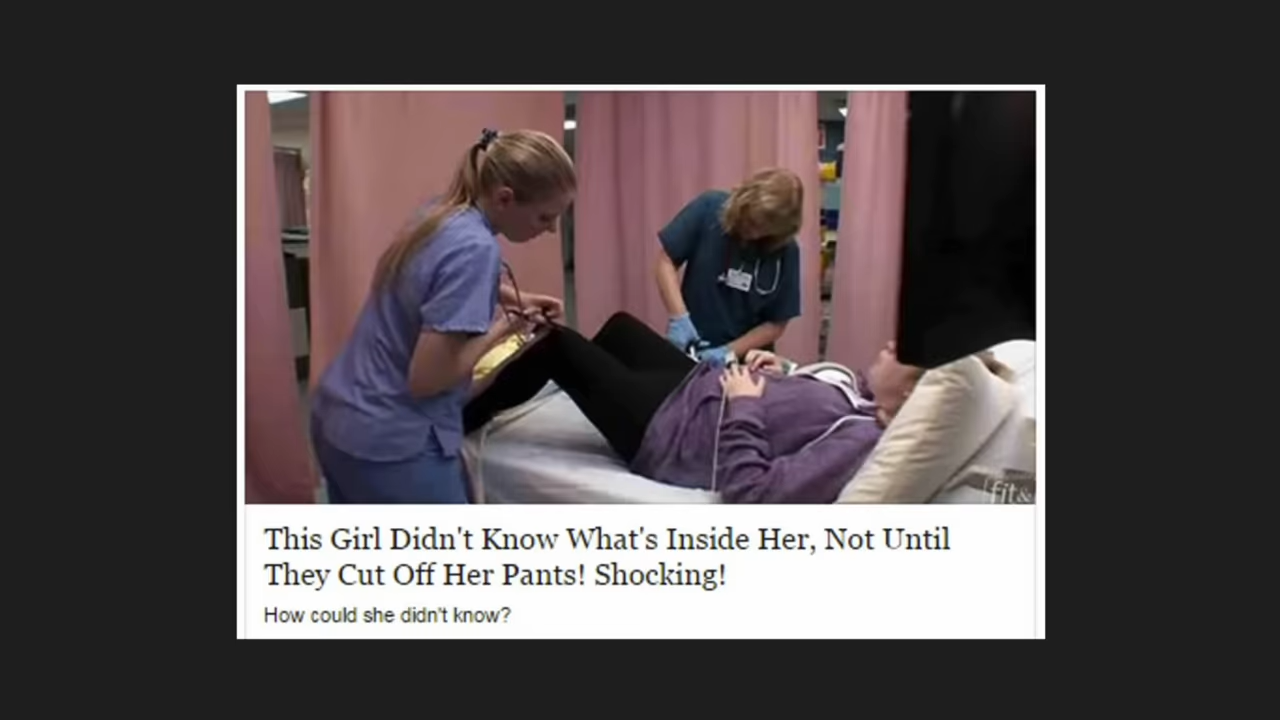 fit&
This Girl Didn't Know What's Inside Her, Not Until
They Cut Off Her Pants! Shocking!
How could she didn't know?